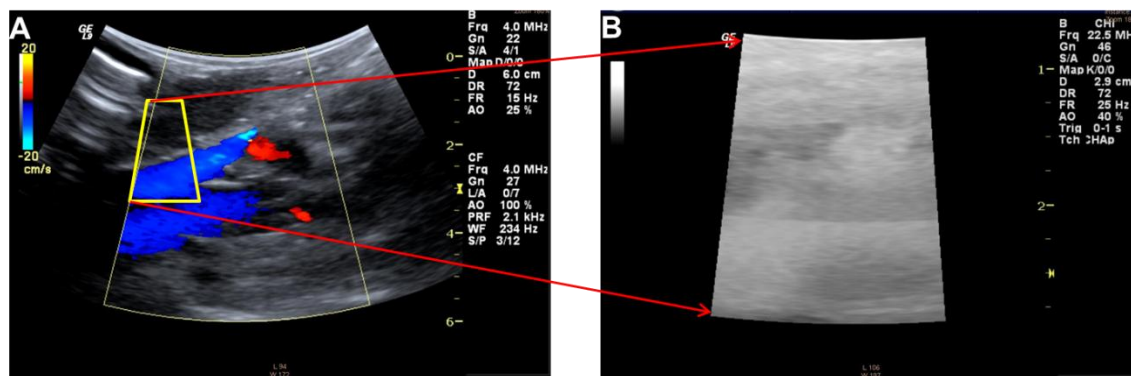 A
GE
L9
20
-20
cm/s
B
Frq 4.0 MHz
Gn 22
S/A 4/1
Map D/0/0
D 6.0 cm
DR 72
FR 15 Hz
AO 25 %
CF
Frq 4.0 MHz
Gn 27
L/A 0/7
AO 100 %
PRF 2.1 kHz
WF 234 Hz
S/P 3/12
0
2
4
6
L 94
W 172
B
GE
B CHI
Frq 22.5 MH
Gn 46
S/A 0/C
Map K/0/0
D 2.9 cm
DR 72
FR 25 Hz
AO 40 %
Trig 0-1 s
Tch CHAp
1
2
L 106
W 197